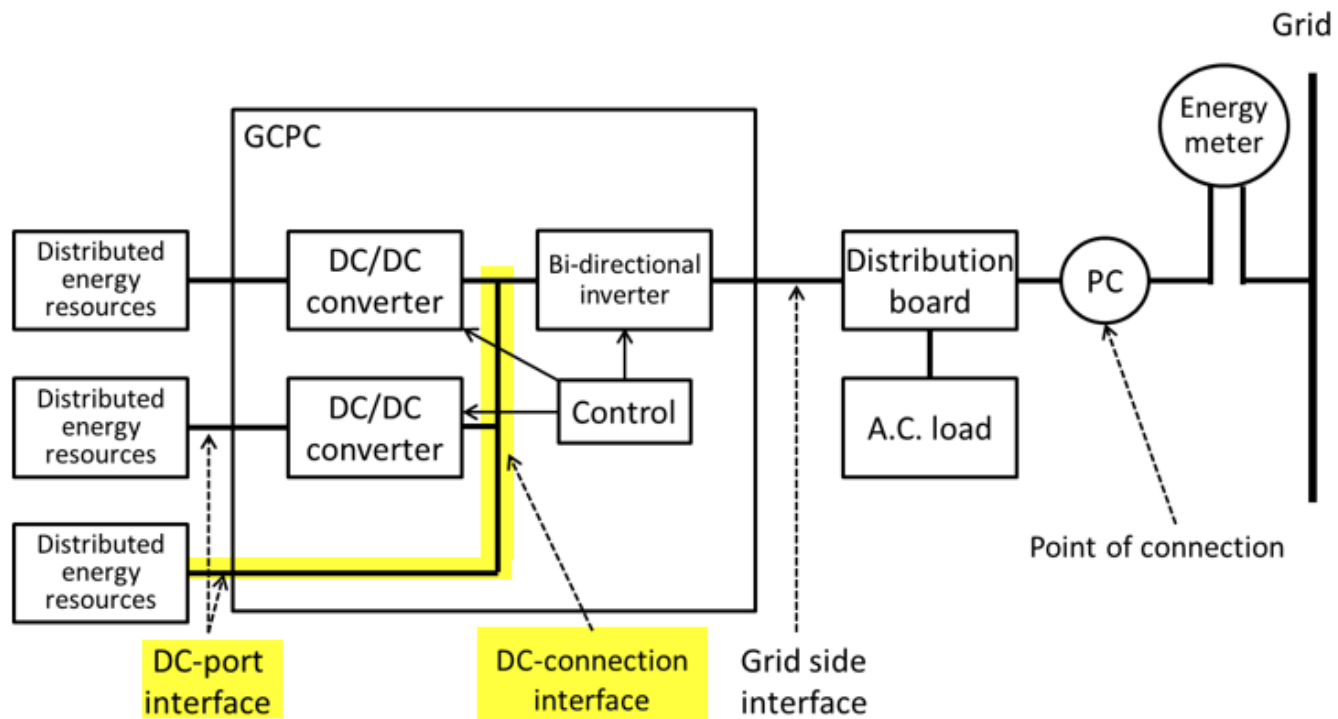 Grid
Energy
meter
GCPC
Distributed
energy
resources
DC/DC
converter
Bi-directional
inverter
Distribution
board
PC
Distributed
energy
resources
DC/DC
converter
Control
A.C. load
Distributed
energy
resources
Point of connection
DC-port
interface
DC-connection
interface
Grid side
interface